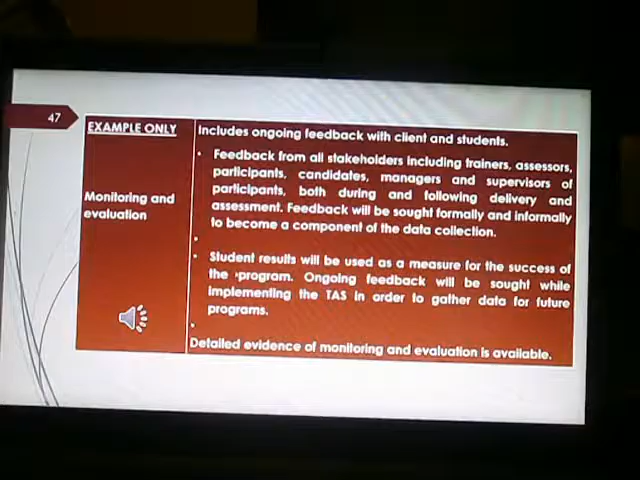 47
EXAMPLE ONLY
Monitoring and
evaluation
Includes ongoing feedback with client and students.
• Feedback from all stakeholders including trainers, assessors,
participants, candidates, managers and supervisors of
participants, both during and following delivery and
assessment. Feedback will be sought formally and informally
to become a component of the data collection.
•
• Student results will be used as a measure for the success of
the program. Ongoing feedback will be sought while
implementing the TAS in order to gather data for future
programs.
•
Detailed evidence of monitoring and evaluation is available.